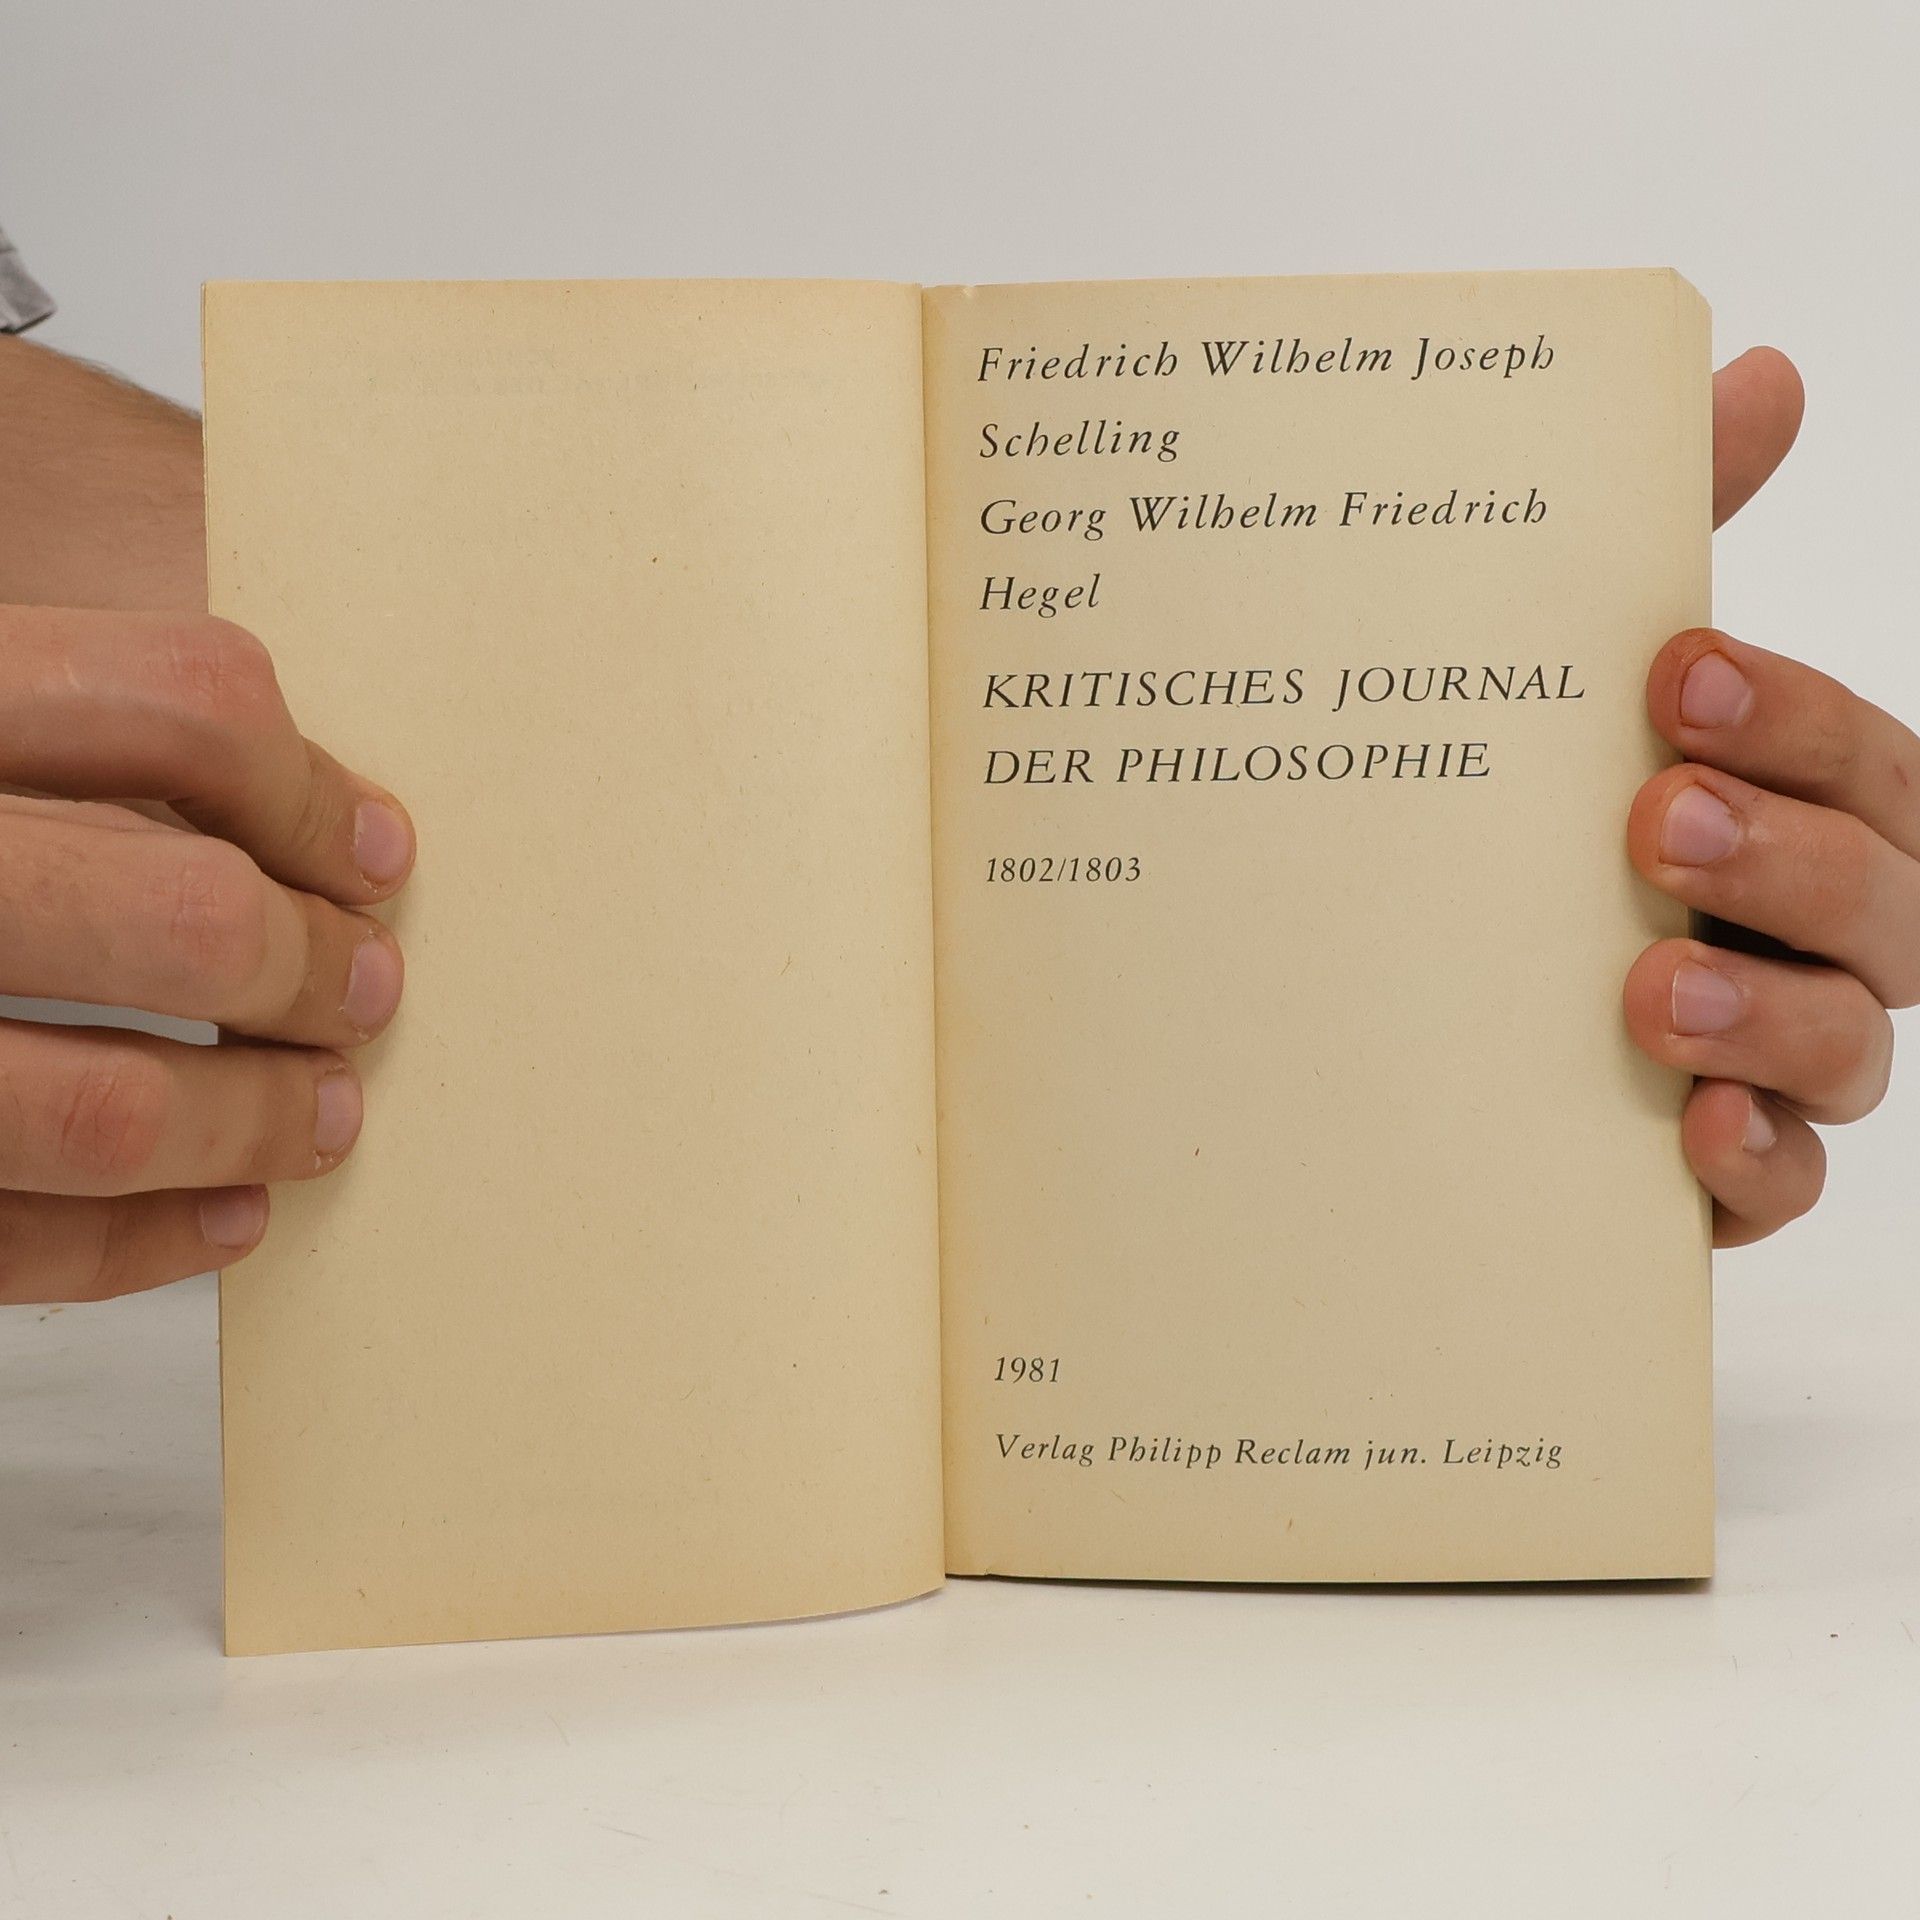 Friedrich Wilhelm Joseph
Schelling
Georg Wilhelm Friedrich
Hegel
KRITISCHES JOURNAL
DER PHILOSOPHIE
1802/1803
1981
Verlag Philipp Reclam jun. Leipzig